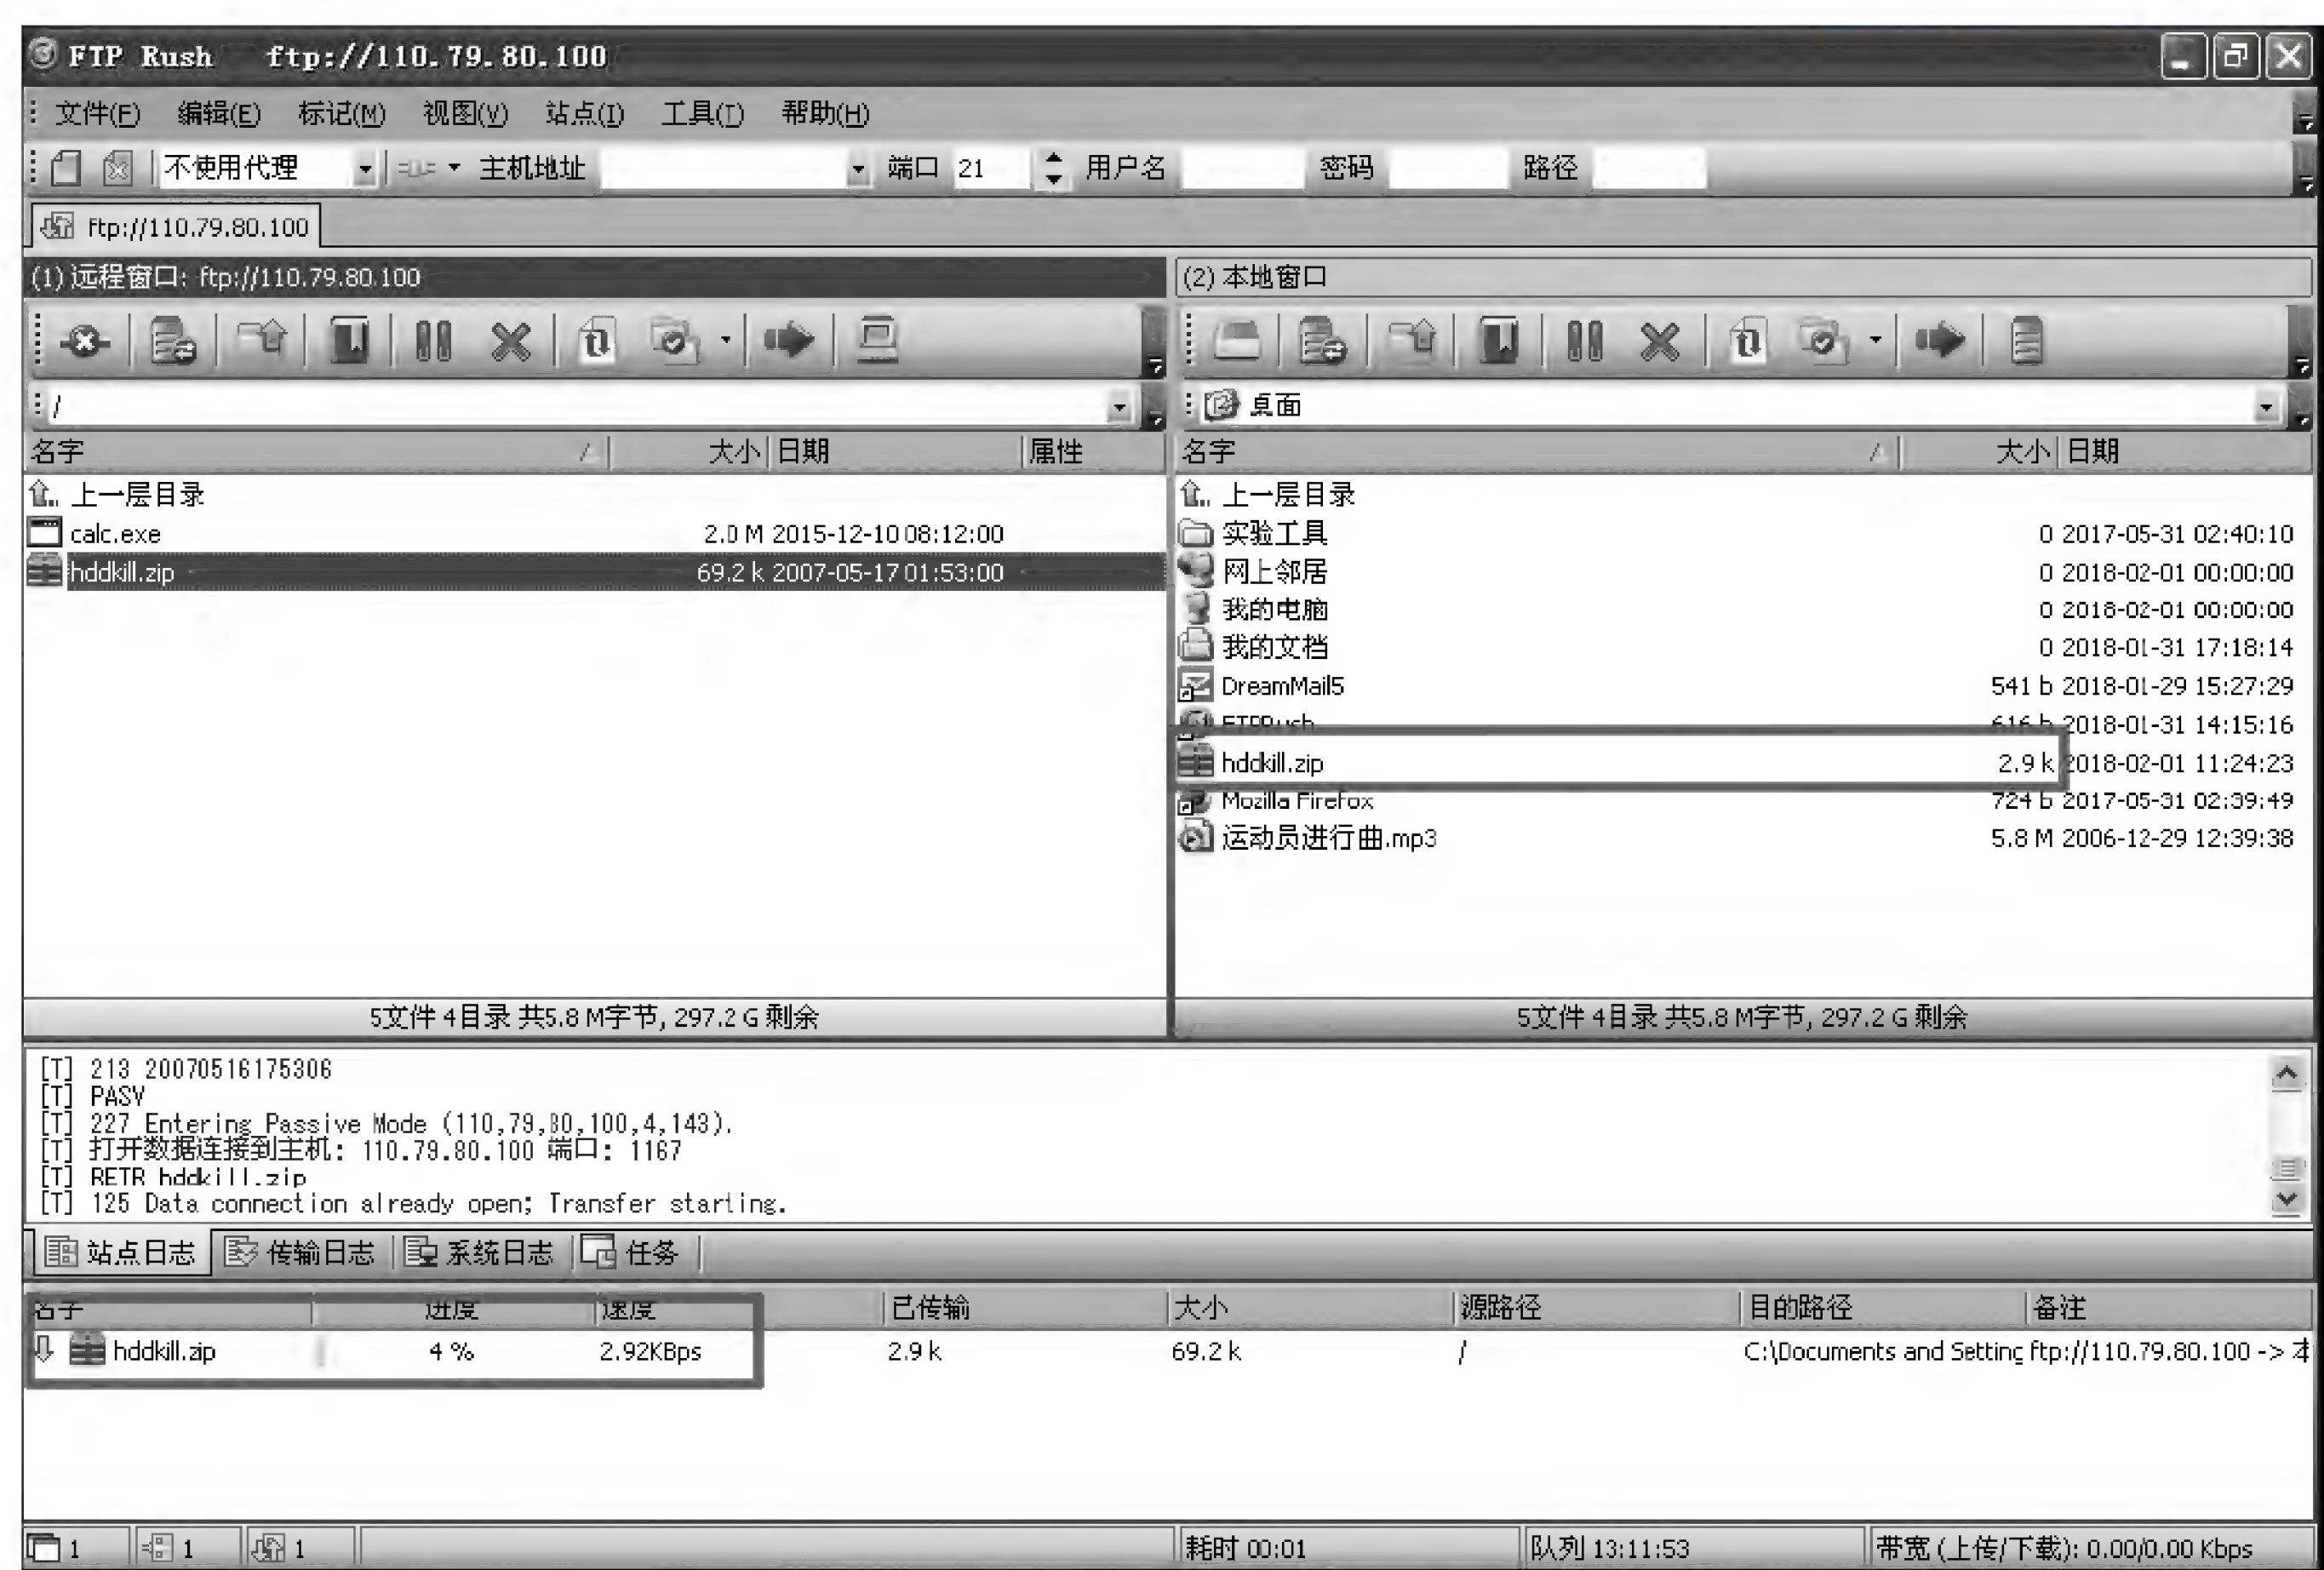 FTP Rush ftp://110.79.80.100
文件(F) 编辑(E) 标记(M) 视图(V) 站点(I) 工具(T) 帮助(H)
不使用代理 主机地址 端口 21 用户名 密码 路径
ftp://110.79.80.100
(1) 远程窗口: ftp://110.79.80.100
/
名字 大小 日期 属性
上一层目录
calc.exe 2.0 M 2015-12-10 08:12:00
hddkill.zip 69.2 k 2007-05-17 01:53:00
5文件 4目录 共5.8 M字节, 297.2 G 剩余
(2) 本地窗口
桌面
名字 大小 日期
上一层目录
实验工具 0 2017-05-31 02:40:10
网上邻居 0 2018-02-01 00:00:00
我的电脑 0 2018-02-01 00:00:00
我的文档 0 2018-01-31 17:18:14
DreamMail5 541 b 2018-01-29 15:27:29
FTPRush 616 b 2018-01-31 14:15:16
hddkill.zip 2.9 k 2018-02-01 11:24:23
Mozilla Firefox 724 b 2017-05-31 02:39:49
运动员进行曲.mp3 5.8 M 2006-12-29 12:39:38
5文件 4目录 共5.8 M字节, 297.2 G 剩余
[T] 213 20070516175306
[T] PASV
[T] 227 Entering Passive Mode (110,79,80,100,4,143).
[T] 打开数据连接到主机: 110.79.80.100 端口: 1167
[T] RETR hddkill.zip
[T] 125 Data connection already open; Transfer starting.
站点日志 传输日志 系统日志 任务
名字 进度 速度 已传输 大小 源路径 目的路径 备注
hddkill.zip 4 % 2.92KBps 2.9 k 69.2 k / C:\Documents and Setting ftp://110.79.80.100 -> 本
1 1 1 耗时 00:01 队列 13:11:53 带宽 (上传/下载): 0.00/0.00 Kbps